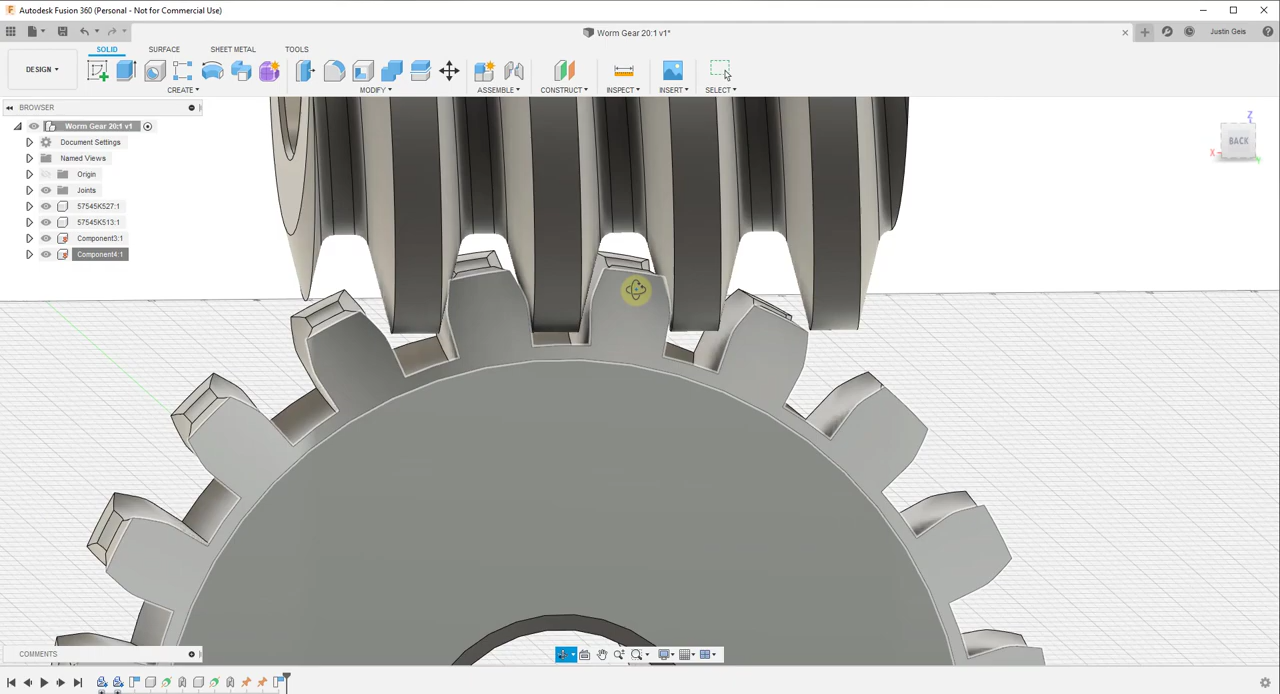 Autodesk Fusion 360 (Personal - Not for Commercial Use)
Worm Gear 20:1 v1*
Justin Geis
SOLID SURFACE SHEET METAL TOOLS
DESIGN
CREATE MODIFY ASSEMBLE CONSTRUCT INSPECT INSERT SELECT
BROWSER
Worm Gear 20:1 v1
Document Settings
Named Views
Origin
Joints
57545K527:1
57545K513:1
Component3:1
Component4:1
Z
BACK
X
COMMENTS